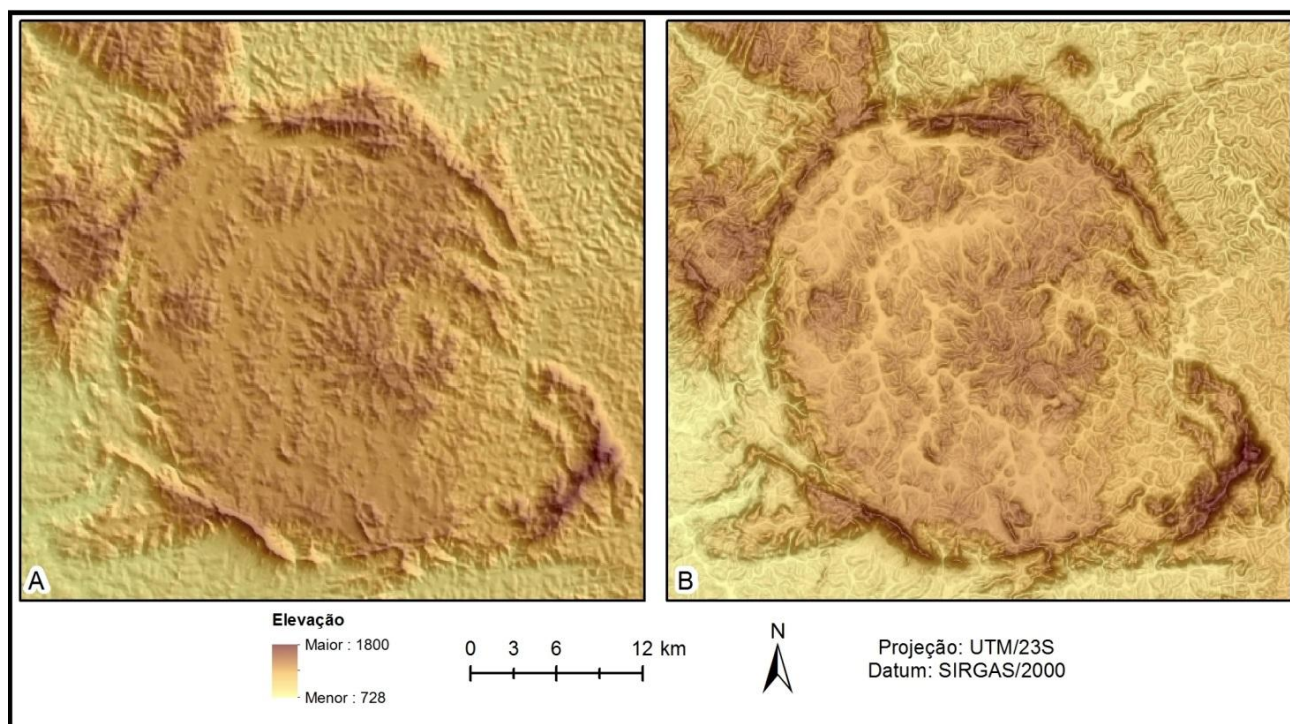 A
B
Elevação
Maior : 1800
Menor : 728
0 3 6 12 km
N
Projeção: UTM/23S
Datum: SIRGAS/2000